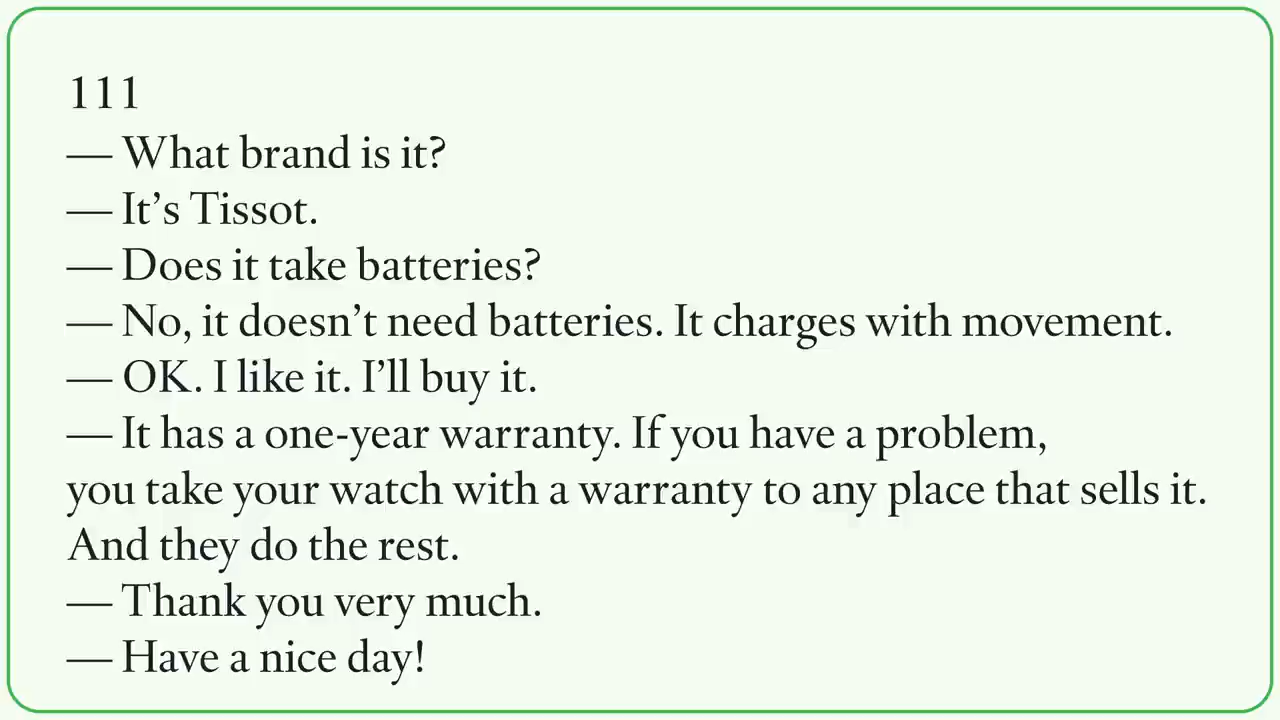 111
— What brand is it?
— It’s Tissot.
— Does it take batteries?
— No, it doesn’t need batteries. It charges with movement.
— OK. I like it. I’ll buy it.
— It has a one-year warranty. If you have a problem,
you take your watch with a warranty to any place that sells it.
And they do the rest.
— Thank you very much.
— Have a nice day!